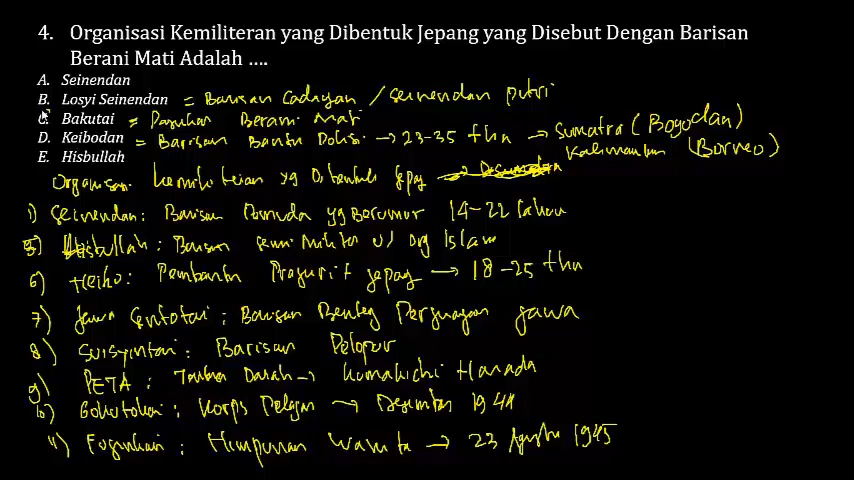 4. Organisasi Kemiliteran yang Dibentuk Jepang yang Disebut Dengan Barisan
Berani Mati Adalah ....
A. Seinendan
B. Losyi Seinendan = Barisan Cadangan / Seinendan putri
C. Bakutai = Pasukan Berani Mati
D. Keibodan = Barisan Bantu Polisi → 23-35 thn → Sumatra (Bogodan)
Kalimantan (Borneo)
E. Hisbullah
Organisasi kemiliteran yg Dibentuk Jepang →
1) Seinendan : Barisan Pemuda yg Berumur 14-22 Tahun
5) Hisbullah : Barisan semi militer u/ org Islam
6) Heiho : Pembantu Prajurit Jepang → 18-25 thn
7) Jawa Sentotai : Barisan Benteng Perjuangan Jawa
8) Suisyintai : Barisan Pelopor
9) PETA : → Kumakichi Harada
10) Gakutotai : Korps Pelajar → Desember 1944
11) Fujinkai : Himpunan Wanita → 23 Agustus 1945